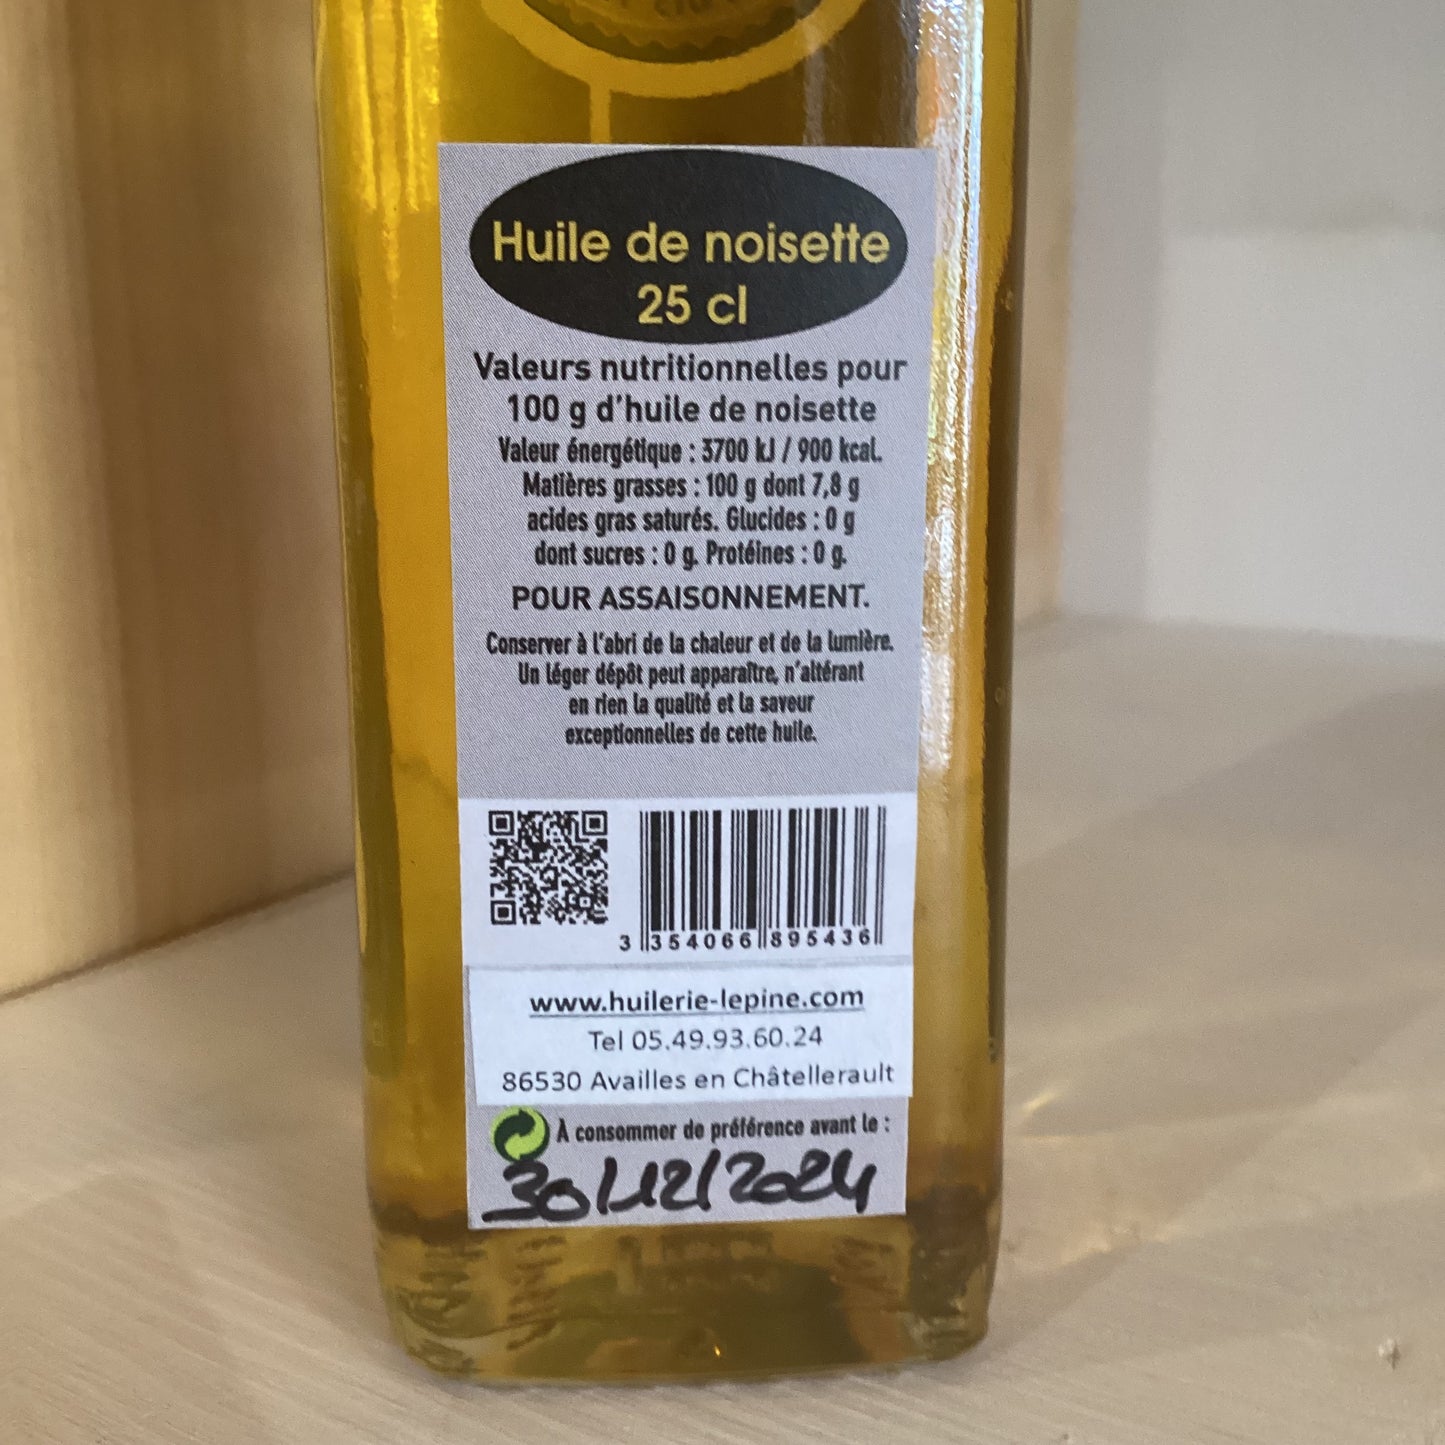 Huile de noisette
25 cl
Valeurs nutritionnelles pour
100 g d'huile de noisette
Valeur énergétique : 3700 kJ / 900 kcal.
Matières grasses : 100 g dont 7,8 g
acides gras saturés. Glucides : 0 g
dont sucres : 0 g. Protéines : 0 g.
POUR ASSAISONNEMENT.
Conserver à l'abri de la chaleur et de la lumière.
Un léger dépôt peut apparaître, n'altérant
en rien la qualité et la saveur
exceptionnelles de cette huile.
3 354066 895436
www.huilerie-lepine.com
Tel 05.49.93.60.24
86530 Availles en Châtellerault
À consommer de préférence avant le :
30/12/2024